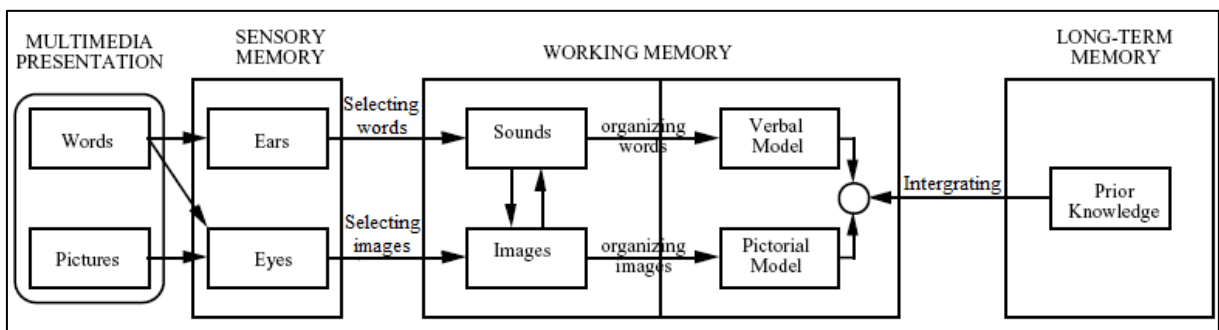 MULTIMEDIA
PRESENTATION
SENSORY
MEMORY
WORKING MEMORY
LONG-TERM
MEMORY
Words
Ears
Selecting
words
Sounds
organizing
words
Verbal
Model
Intergrating
Prior
Knowledge
Pictures
Eyes
Selecting
images
Images
organizing
images
Pictorial
Model